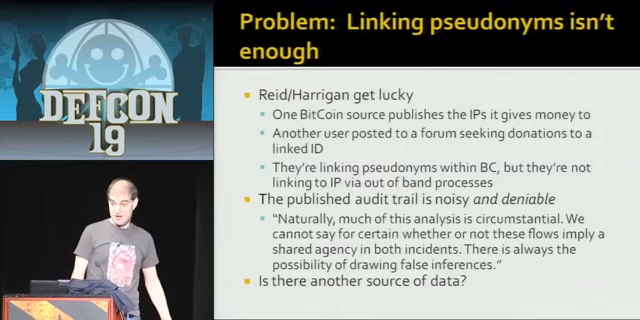 DEFCON
19
Problem: Linking pseudonyms isn't
enough
Reid/Harrigan get lucky
One BitCoin source publishes the IPs it gives money to
Another user posted to a forum seeking donations to a
linked ID
They're linking pseudonyms within BC, but they're not
linking to IP via out of band processes
The published audit trail is noisy and deniable
"Naturally, much of this analysis is circumstantial. We
cannot say for certain whether or not these flows imply a
shared agency in both incidents. There is always the
possibility of drawing false inferences."
Is there another source of data?